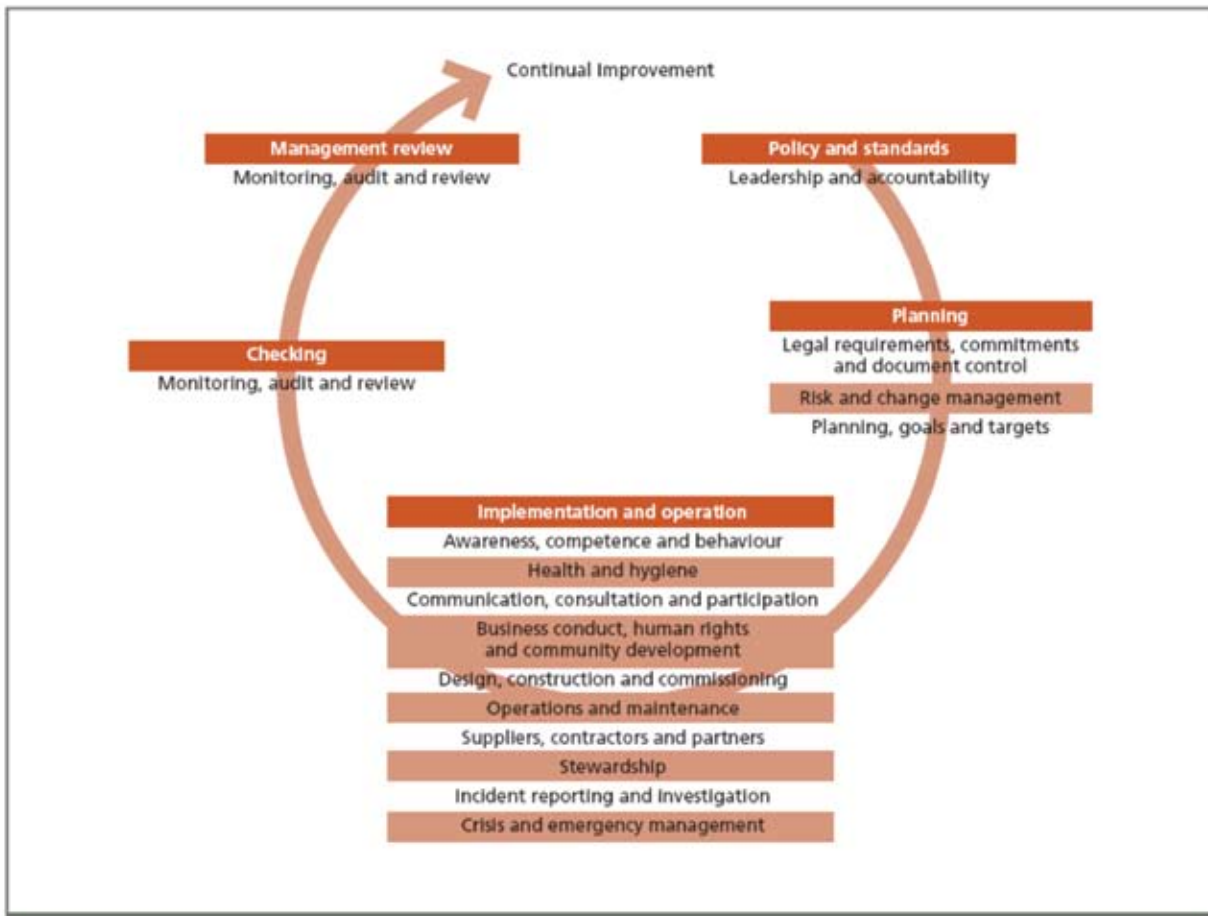 Continual Improvement
Management review
Monitoring, audit and review
Policy and standards
Leadership and accountability
Planning
Legal requirements, commitments
and document control
Risk and change management
Planning, goals and targets
Checking
Monitoring, audit and review
Implementation and operation
Awareness, competence and behaviour
Health and hygiene
Communication, consultation and participation
Business conduct, human rights
and community development
Design, construction and commissioning
Operations and maintenance
Suppliers, contractors and partners
Stewardship
Incident reporting and investigation
Crisis and emergency management